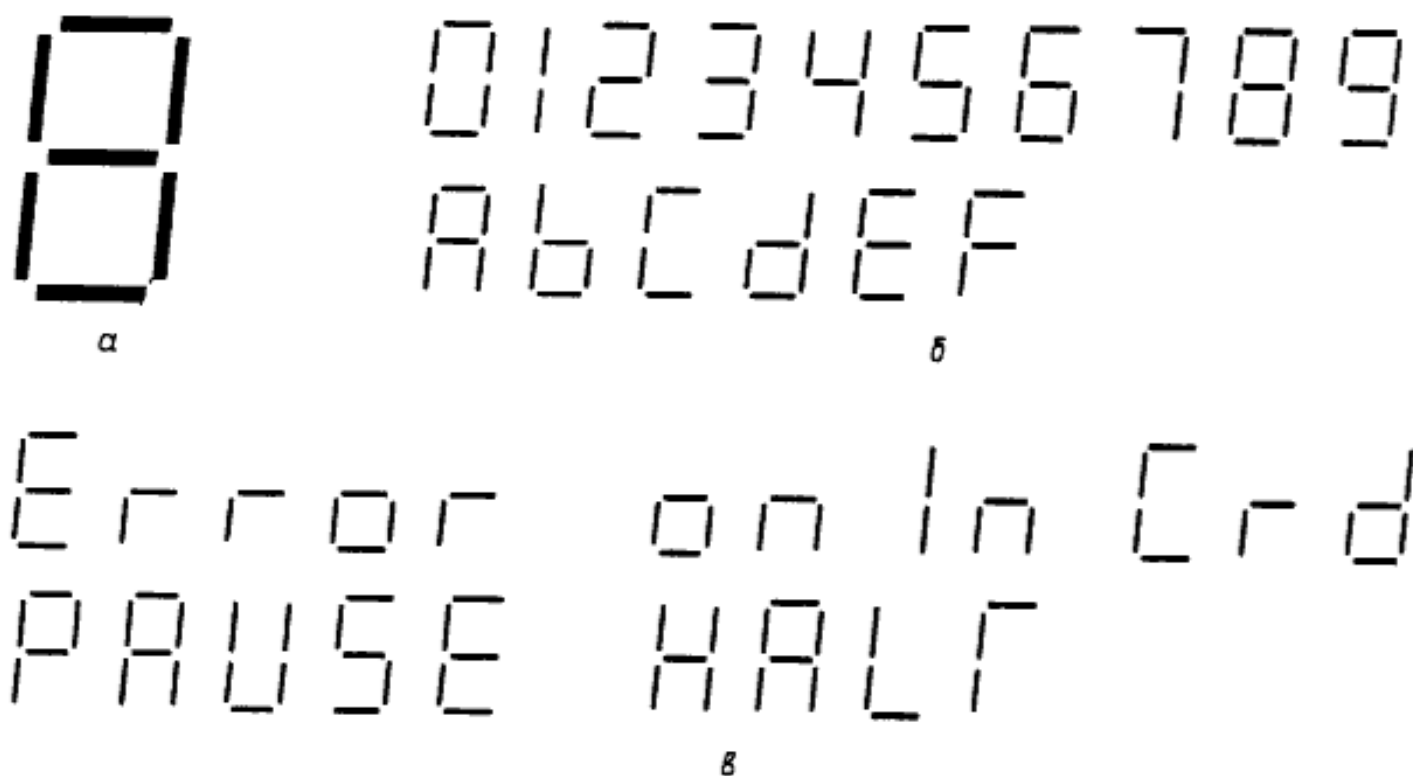 0123456789
AbCdEF
а
б
Error on In Crd
PAUSE HALT
в